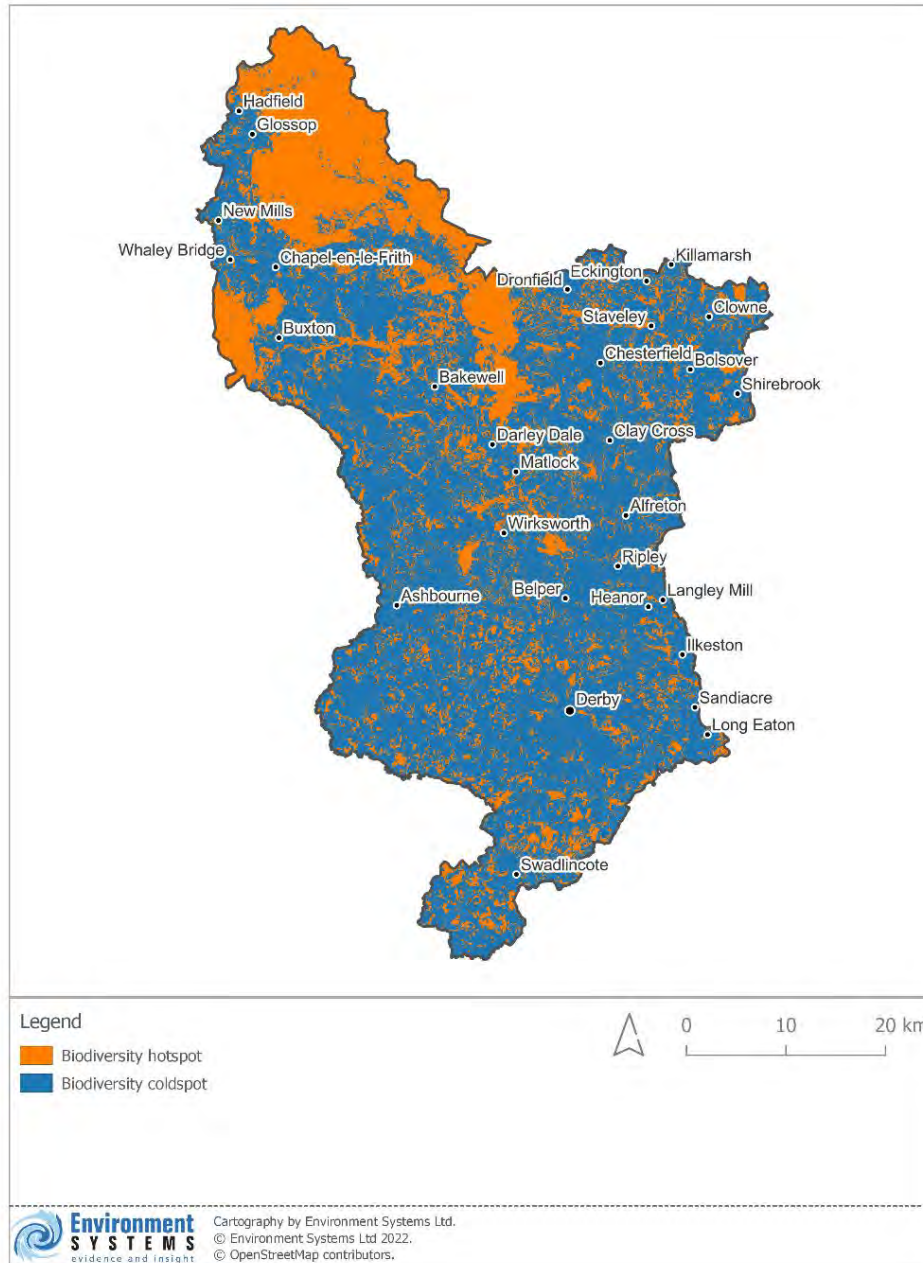 Hadfield
Glossop
New Mills
Whaley Bridge
Chapel-en-le-Frith
Killamarsh
Eckington
Dronfield
Clowne
Staveley
Buxton
Chesterfield
Bolsover
Bakewell
Shirebrook
Darley Dale
Clay Cross
Matlock
Alfreton
Wirksworth
Ripley
Ashbourne
Belper
Heanor
Langley Mill
Ilkeston
Derby
Sandiacre
Long Eaton
Swadlincote
Legend
Biodiversity hotspot
Biodiversity coldspot
0 10 20 km
Environment
SYSTEMS
evidence and insight
Cartography by Environment Systems Ltd.
© Environment Systems Ltd 2022.
© OpenStreetMap contributors.